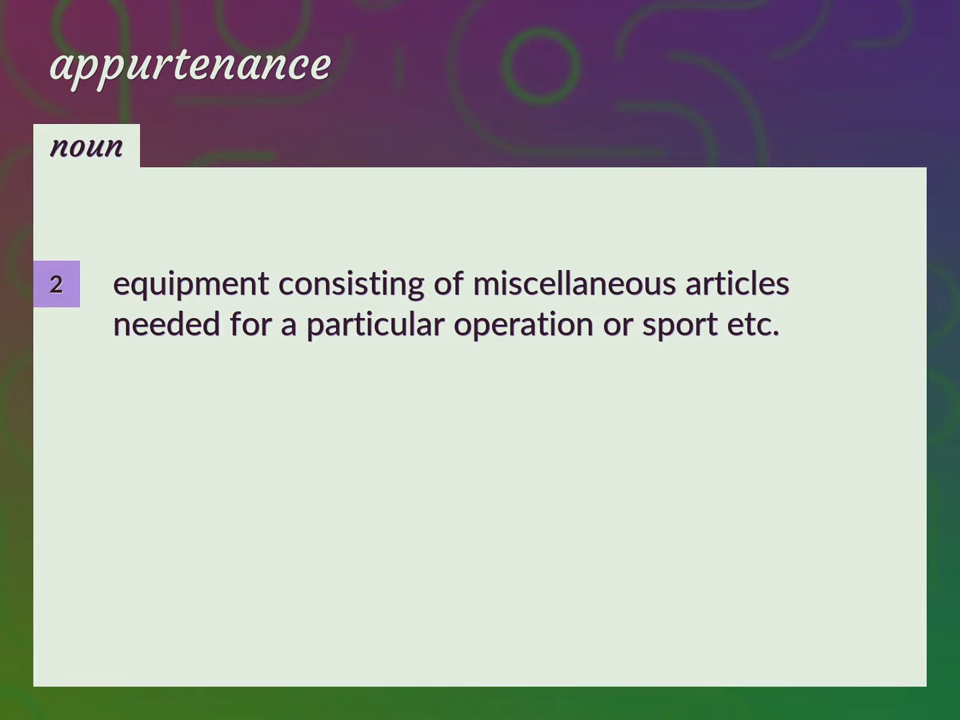 appurtenance
noun
2
equipment consisting of miscellaneous articles
needed for a particular operation or sport etc.